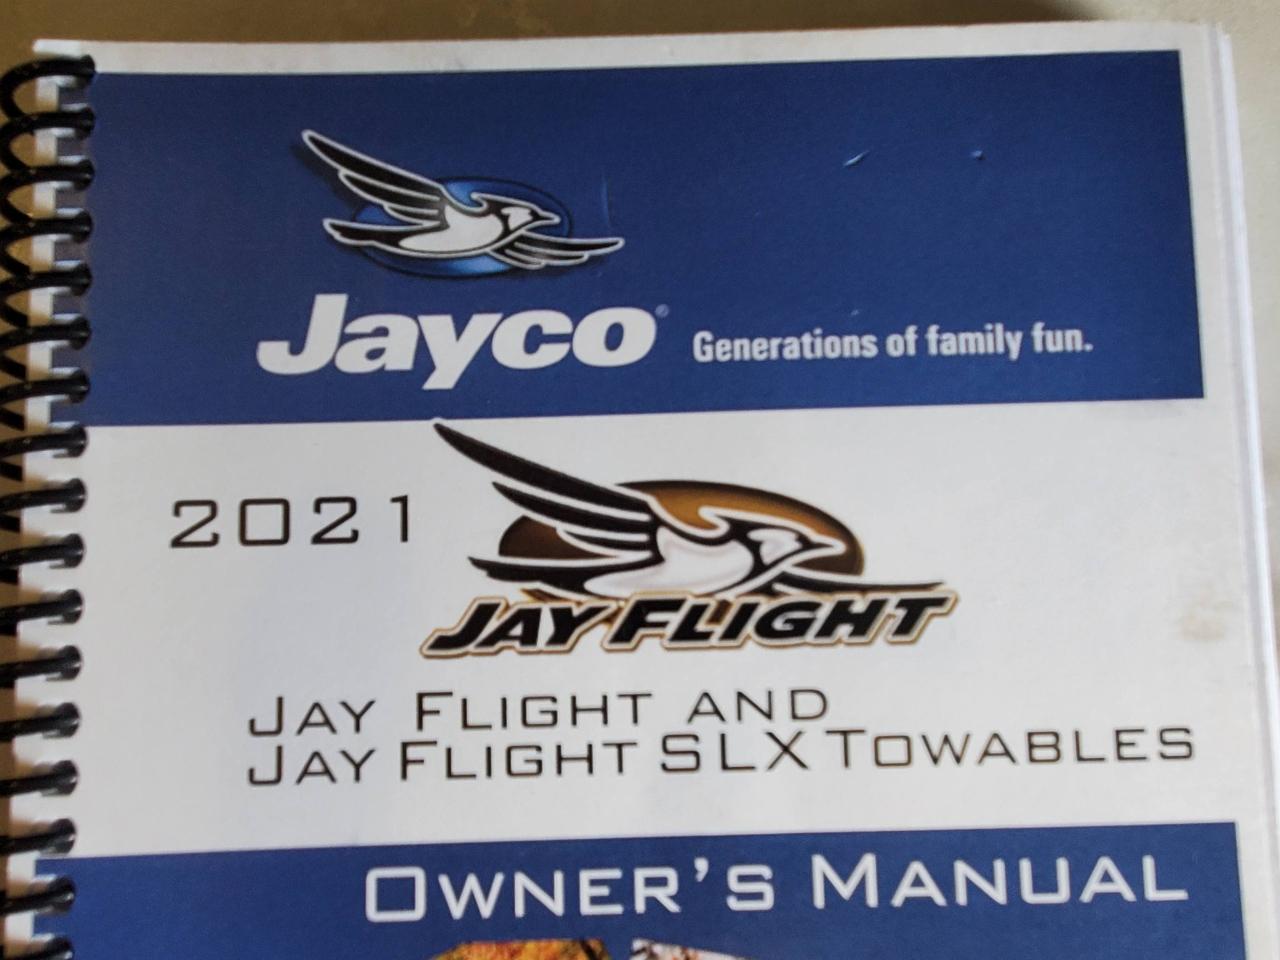 Jayco® Generations of family fun.
2021
JAY FLIGHT
JAY FLIGHT AND
JAY FLIGHT SLX TOWABLES
OWNER'S MANUAL